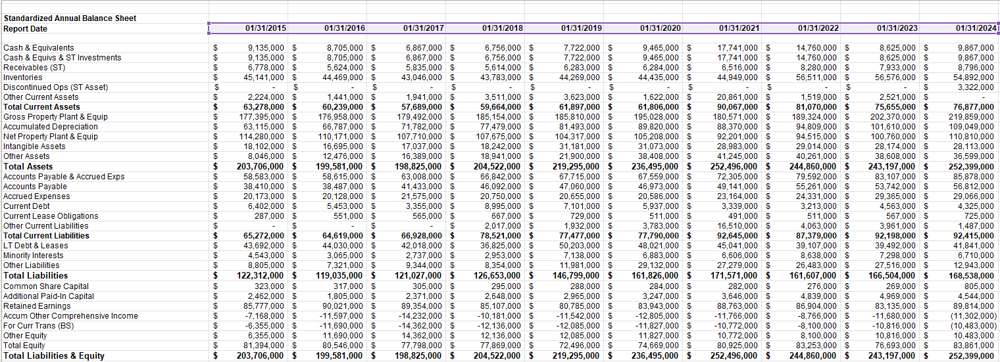 Standardized Annual Balance Sheet
Report Date 01/31/2015 01/31/2016 01/31/2017 01/31/2018 01/31/2019 01/31/2020 01/31/2021 01/31/2022 01/31/2023 01/31/2024
Cash & Equivalents $ 9,135,000 $ 8,705,000 $ 6,867,000 $ 6,756,000 $ 7,722,000 $ 9,465,000 $ 17,741,000 $ 14,760,000 $ 8,625,000 $ 9,867,000
Cash & Equivs & ST Investments $ 9,135,000 $ 8,705,000 $ 6,867,000 $ 6,756,000 $ 7,722,000 $ 9,465,000 $ 17,741,000 $ 14,760,000 $ 8,625,000 $ 9,867,000
Receivables (ST) $ 6,778,000 $ 5,624,000 $ 5,835,000 $ 5,614,000 $ 6,283,000 $ 6,284,000 $ 6,516,000 $ 8,280,000 $ 7,933,000 $ 8,796,000
Inventories $ 45,141,000 $ 44,469,000 $ 43,046,000 $ 43,783,000 $ 44,269,000 $ 44,435,000 $ 44,949,000 $ 56,511,000 $ 56,576,000 $ 54,892,000
Discontinued Ops (ST Asset) $ - $ - $ - $ - $ - $ - $ - $ - $ - $ 3,322,000
Other Current Assets $ 2,224,000 $ 1,441,000 $ 1,941,000 $ 3,511,000 $ 3,623,000 $ 1,622,000 $ 20,861,000 $ 1,519,000 $ 2,521,000 $ -
Total Current Assets $ 63,278,000 $ 60,239,000 $ 57,689,000 $ 59,664,000 $ 61,897,000 $ 61,806,000 $ 90,067,000 $ 81,070,000 $ 75,655,000 $ 76,877,000
Gross Property Plant & Equip $ 177,395,000 $ 176,958,000 $ 179,492,000 $ 185,154,000 $ 185,810,000 $ 195,028,000 $ 180,571,000 $ 189,324,000 $ 202,370,000 $ 219,859,000
Accumulated Depreciation $ 63,115,000 $ 66,787,000 $ 71,782,000 $ 77,479,000 $ 81,493,000 $ 89,820,000 $ 88,370,000 $ 94,809,000 $ 101,610,000 $ 109,049,000
Net Property Plant & Equip $ 114,280,000 $ 110,171,000 $ 107,710,000 $ 107,675,000 $ 104,317,000 $ 105,208,000 $ 92,201,000 $ 94,515,000 $ 100,760,000 $ 110,810,000
Intangible Assets $ 18,102,000 $ 16,695,000 $ 17,037,000 $ 18,242,000 $ 31,181,000 $ 31,073,000 $ 28,983,000 $ 29,014,000 $ 28,174,000 $ 28,113,000
Other Assets $ 8,046,000 $ 12,476,000 $ 16,389,000 $ 18,941,000 $ 21,900,000 $ 38,408,000 $ 41,245,000 $ 40,261,000 $ 38,608,000 $ 36,599,000
Total Assets $ 203,706,000 $ 199,581,000 $ 198,825,000 $ 204,522,000 $ 219,295,000 $ 236,495,000 $ 252,496,000 $ 244,860,000 $ 243,197,000 $ 252,399,000
Accounts Payable & Accrued Exps $ 58,583,000 $ 58,615,000 $ 63,008,000 $ 66,842,000 $ 67,715,000 $ 67,559,000 $ 72,305,000 $ 79,592,000 $ 83,107,000 $ 85,878,000
Accounts Payable $ 38,410,000 $ 38,487,000 $ 41,433,000 $ 46,092,000 $ 47,060,000 $ 46,973,000 $ 49,141,000 $ 55,261,000 $ 53,742,000 $ 56,812,000
Accrued Expenses $ 20,173,000 $ 20,128,000 $ 21,575,000 $ 20,750,000 $ 20,655,000 $ 20,586,000 $ 23,164,000 $ 24,331,000 $ 29,365,000 $ 29,066,000
Current Debt $ 6,402,000 $ 5,453,000 $ 3,355,000 $ 8,995,000 $ 7,101,000 $ 5,937,000 $ 3,339,000 $ 3,213,000 $ 4,563,000 $ 4,325,000
Current Lease Obligations $ 287,000 $ 551,000 $ 565,000 $ 667,000 $ 729,000 $ 511,000 $ 491,000 $ 511,000 $ 567,000 $ 725,000
Other Current Liabilities $ - $ - $ - $ 2,017,000 $ 1,932,000 $ 3,783,000 $ 16,510,000 $ 4,063,000 $ 3,961,000 $ 1,487,000
Total Current Liabilities $ 65,272,000 $ 64,619,000 $ 66,928,000 $ 78,521,000 $ 77,477,000 $ 77,790,000 $ 92,645,000 $ 87,379,000 $ 92,198,000 $ 92,415,000
LT Debt & Leases $ 43,692,000 $ 44,030,000 $ 42,018,000 $ 36,825,000 $ 50,203,000 $ 48,021,000 $ 45,041,000 $ 39,107,000 $ 39,492,000 $ 41,841,000
Minority Interests $ 4,543,000 $ 3,065,000 $ 2,737,000 $ 2,953,000 $ 7,138,000 $ 6,883,000 $ 6,606,000 $ 8,638,000 $ 7,298,000 $ 6,710,000
Other Liabilities $ 8,805,000 $ 7,321,000 $ 9,344,000 $ 8,354,000 $ 11,981,000 $ 29,132,000 $ 27,279,000 $ 26,483,000 $ 27,516,000 $ 12,943,000
Total Liabilities $ 122,312,000 $ 119,035,000 $ 121,027,000 $ 126,653,000 $ 146,799,000 $ 161,826,000 $ 171,571,000 $ 161,607,000 $ 166,504,000 $ 168,538,000
Common Share Capital $ 323,000 $ 317,000 $ 305,000 $ 295,000 $ 288,000 $ 284,000 $ 282,000 $ 276,000 $ 269,000 $ 805,000
Additional Paid-In Capital $ 2,462,000 $ 1,805,000 $ 2,371,000 $ 2,648,000 $ 2,965,000 $ 3,247,000 $ 3,646,000 $ 4,839,000 $ 4,969,000 $ 4,544,000
Retained Earnings $ 85,777,000 $ 90,021,000 $ 89,354,000 $ 85,107,000 $ 80,785,000 $ 83,943,000 $ 88,763,000 $ 86,904,000 $ 83,135,000 $ 89,814,000
Accum Other Comprehensive Income $ -7,168,000 $ -11,597,000 $ -14,232,000 $ -10,181,000 $ -11,542,000 $ -12,805,000 $ -11,766,000 $ -8,766,000 $ -11,680,000 $ (11,302,000)
For Curr Trans (BS) $ -6,355,000 $ -11,690,000 $ -14,362,000 $ -12,136,000 $ -12,085,000 $ -11,827,000 $ -10,772,000 $ -8,100,000 $ -10,816,000 $ (10,483,000)
Other Equity $ 6,355,000 $ 11,690,000 $ 14,362,000 $ 12,136,000 $ 12,085,000 $ 11,827,000 $ 10,772,000 $ 8,100,000 $ 10,816,000 $ 10,483,000
Total Equity $ 81,394,000 $ 80,546,000 $ 77,798,000 $ 77,869,000 $ 72,496,000 $ 74,669,000 $ 80,925,000 $ 83,253,000 $ 76,693,000 $ 83,861,000
Total Liabilities & Equity $ 203,706,000 $ 199,581,000 $ 198,825,000 $ 204,522,000 $ 219,295,000 $ 236,495,000 $ 252,496,000 $ 244,860,000 $ 243,197,000 $ 252,399,000